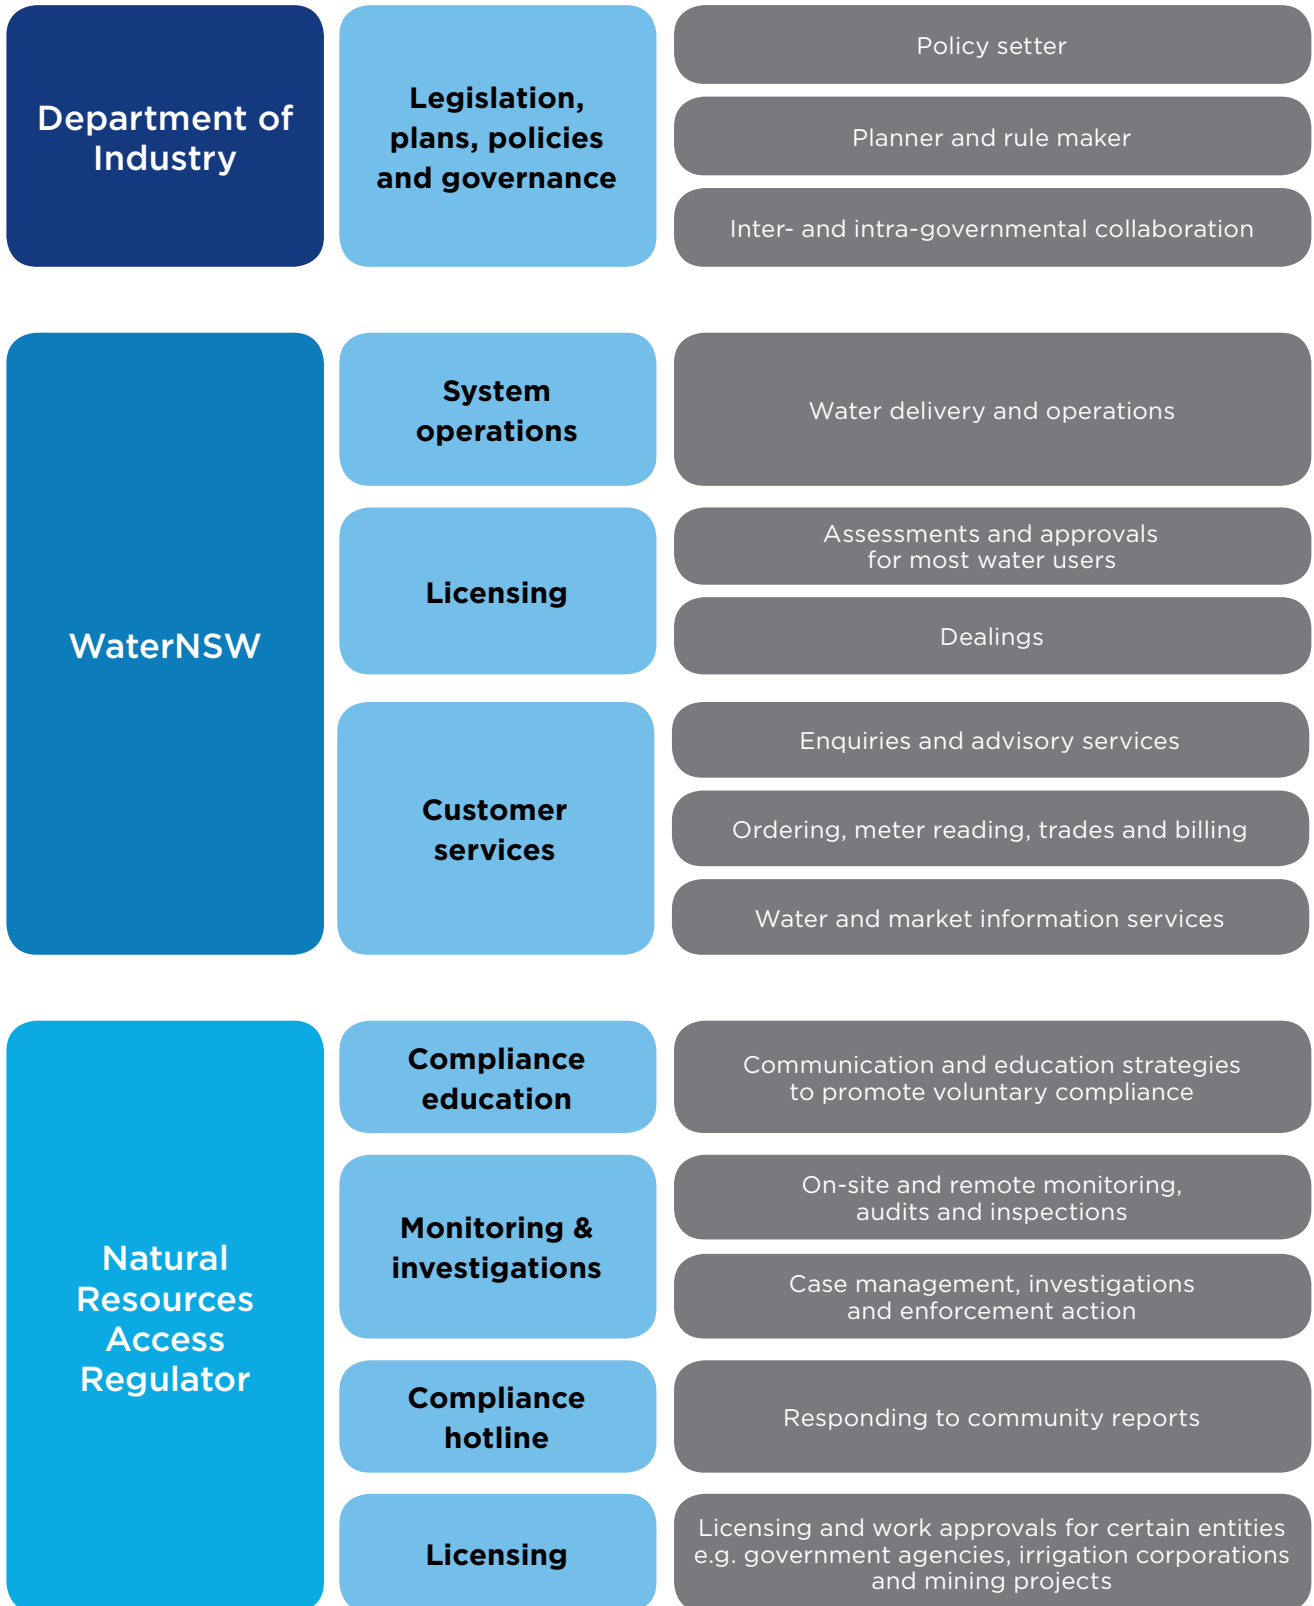 Department of
Industry
Legislation,
plans, policies
and governance
Policy setter
Planner and rule maker
Inter- and intra-governmental collaboration
WaterNSW
System
operations
Water delivery and operations
Licensing
Assessments and approvals
for most water users
Dealings
Customer
services
Enquiries and advisory services
Ordering, meter reading, trades and billing
Water and market information services
Natural
Resources
Access
Regulator
Compliance
education
Communication and education strategies
to promote voluntary compliance
Monitoring &
investigations
On-site and remote monitoring,
audits and inspections
Case management, investigations
and enforcement action
Compliance
hotline
Responding to community reports
Licensing
Licensing and work approvals for certain entities
e.g. government agencies, irrigation corporations
and mining projects